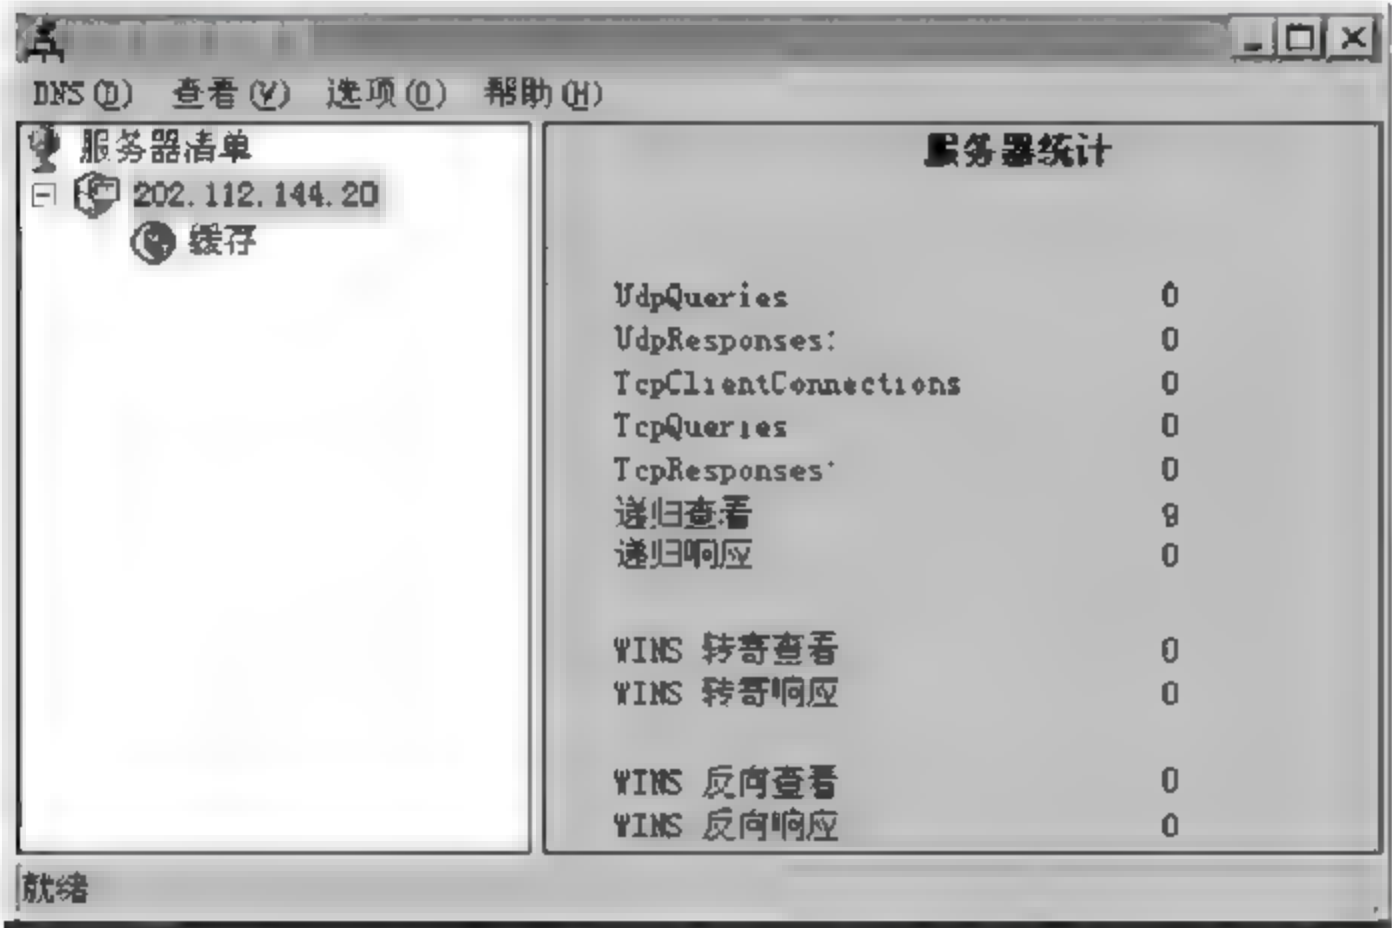 DNS(D) 查看(V) 选项(O) 帮助(H)
服务器清单
202.112.144.20
缓存
服务器统计
UdpQueries 0
UdpResponses: 0
TcpClientConnections 0
TcpQueries 0
TcpResponses: 0
递归查看 9
递归响应 0
WINS 转寄查看 0
WINS 转寄响应 0
WINS 反向查看 0
WINS 反向响应 0
就绪